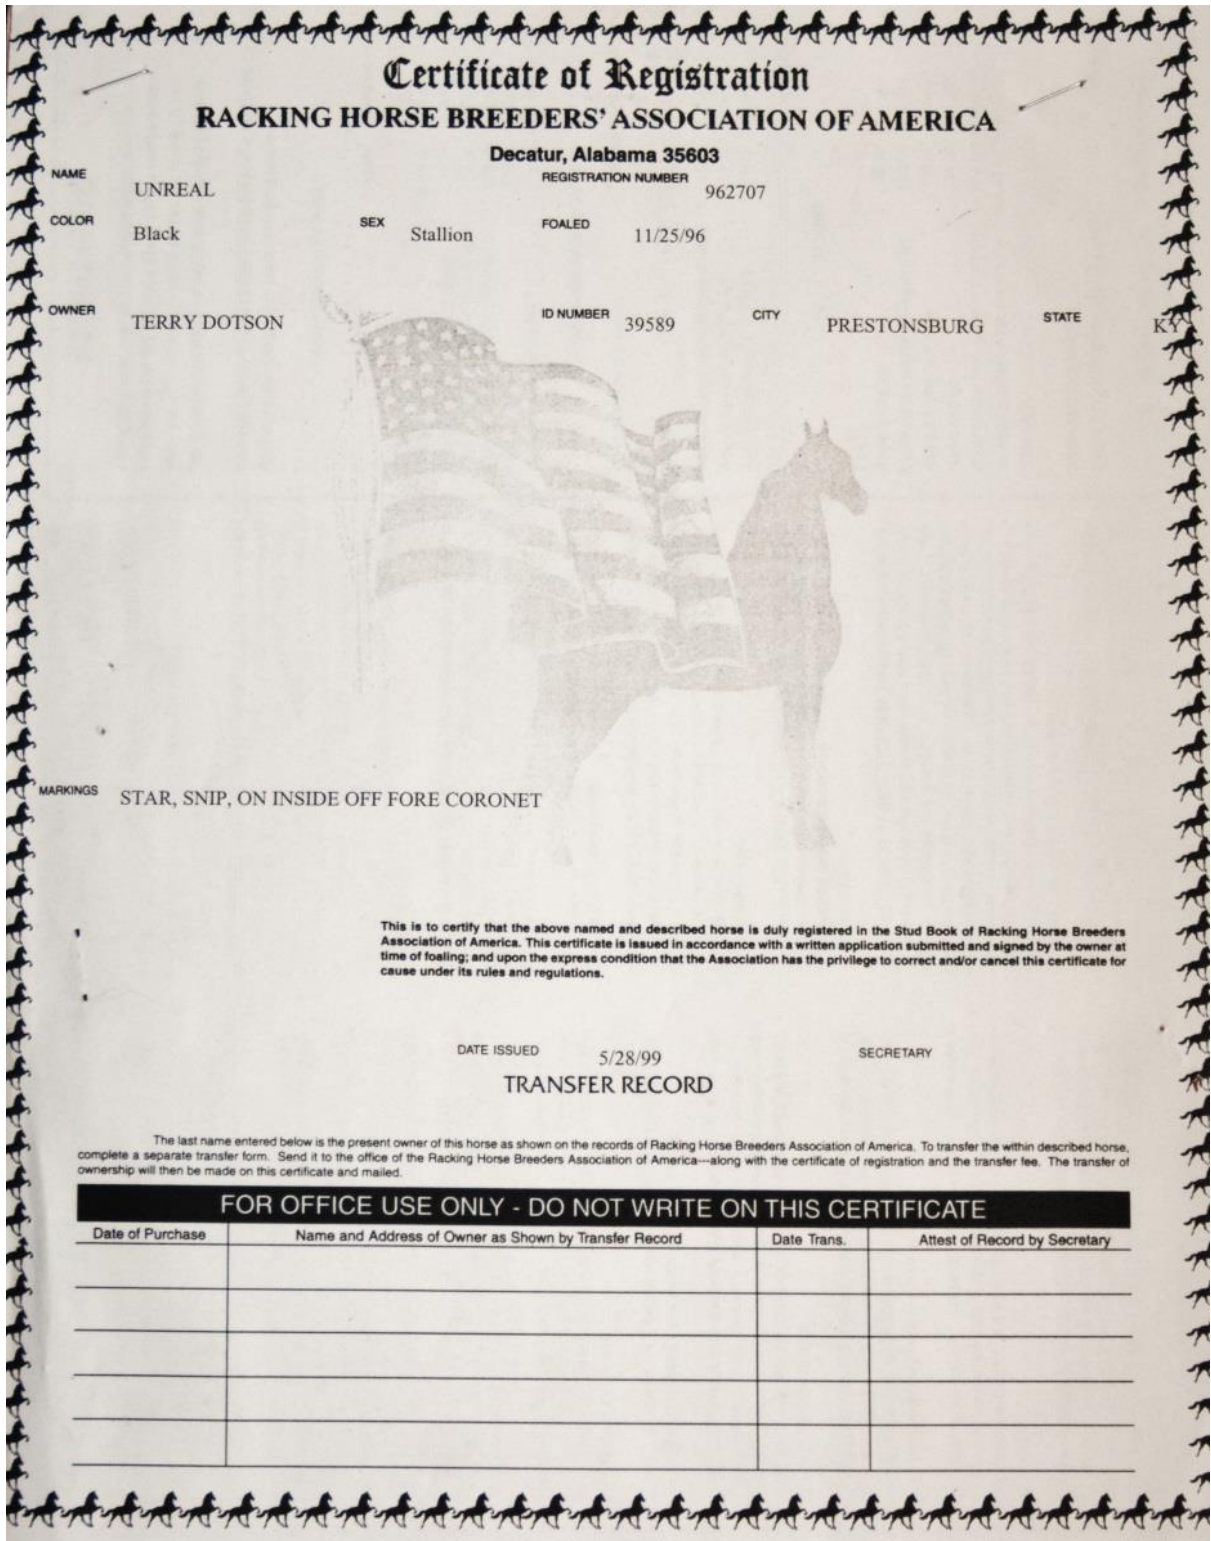 Certificate of Registration
RACKING HORSE BREEDERS' ASSOCIATION OF AMERICA
Decatur, Alabama 35603
NAME UNREAL REGISTRATION NUMBER 962707
COLOR Black SEX Stallion FOALED 11/25/96
OWNER TERRY DOTSON ID NUMBER 39589 CITY PRESTONSBURG STATE KY
MARKINGS STAR, SNIP, ON INSIDE OFF FORE CORONET
This is to certify that the above named and described horse is duly registered in the Stud Book of Racking Horse Breeders
Association of America. This certificate is issued in accordance with a written application submitted and signed by the owner at
time of foaling; and upon the express condition that the Association has the privilege to correct and/or cancel this certificate for
cause under its rules and regulations.
DATE ISSUED 5/28/99 SECRETARY
TRANSFER RECORD
The last name entered below is the present owner of this horse as shown on the records of Racking Horse Breeders Association of America. To transfer the within described horse,
complete a separate transfer form. Send it to the office of the Racking Horse Breeders Association of America---along with the certificate of registration and the transfer fee. The transfer of
ownership will then be made on this certificate and mailed.
FOR OFFICE USE ONLY - DO NOT WRITE ON THIS CERTIFICATE
Date of Purchase Name and Address of Owner as Shown by Transfer Record Date Trans. Attest of Record by Secretary